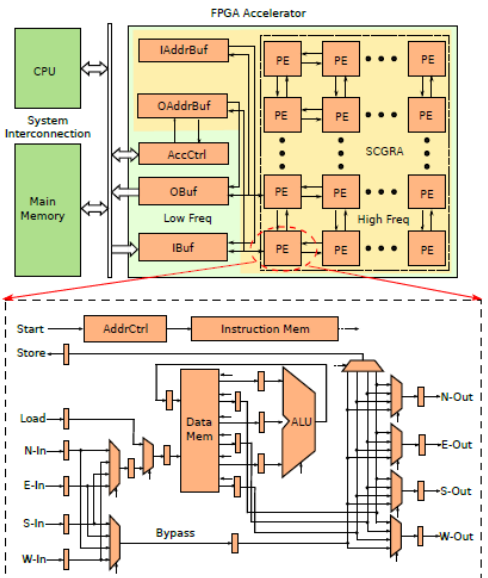 FPGA Accelerator
CPU
IAddrBuf
PE PE PE
OAddrBuf
PE PE PE
System
Interconnection
AccCtrl
SCGRA
Main
Memory
OBuf
PE PE PE
Low Freq
High Freq
IBuf
PE PE PE
Start
AddrCtrl
Instruction Mem
Store
Load
Data
Mem
ALU
N-Out
N-In
E-In
E-Out
S-In
S-Out
Bypass
W-In
W-Out